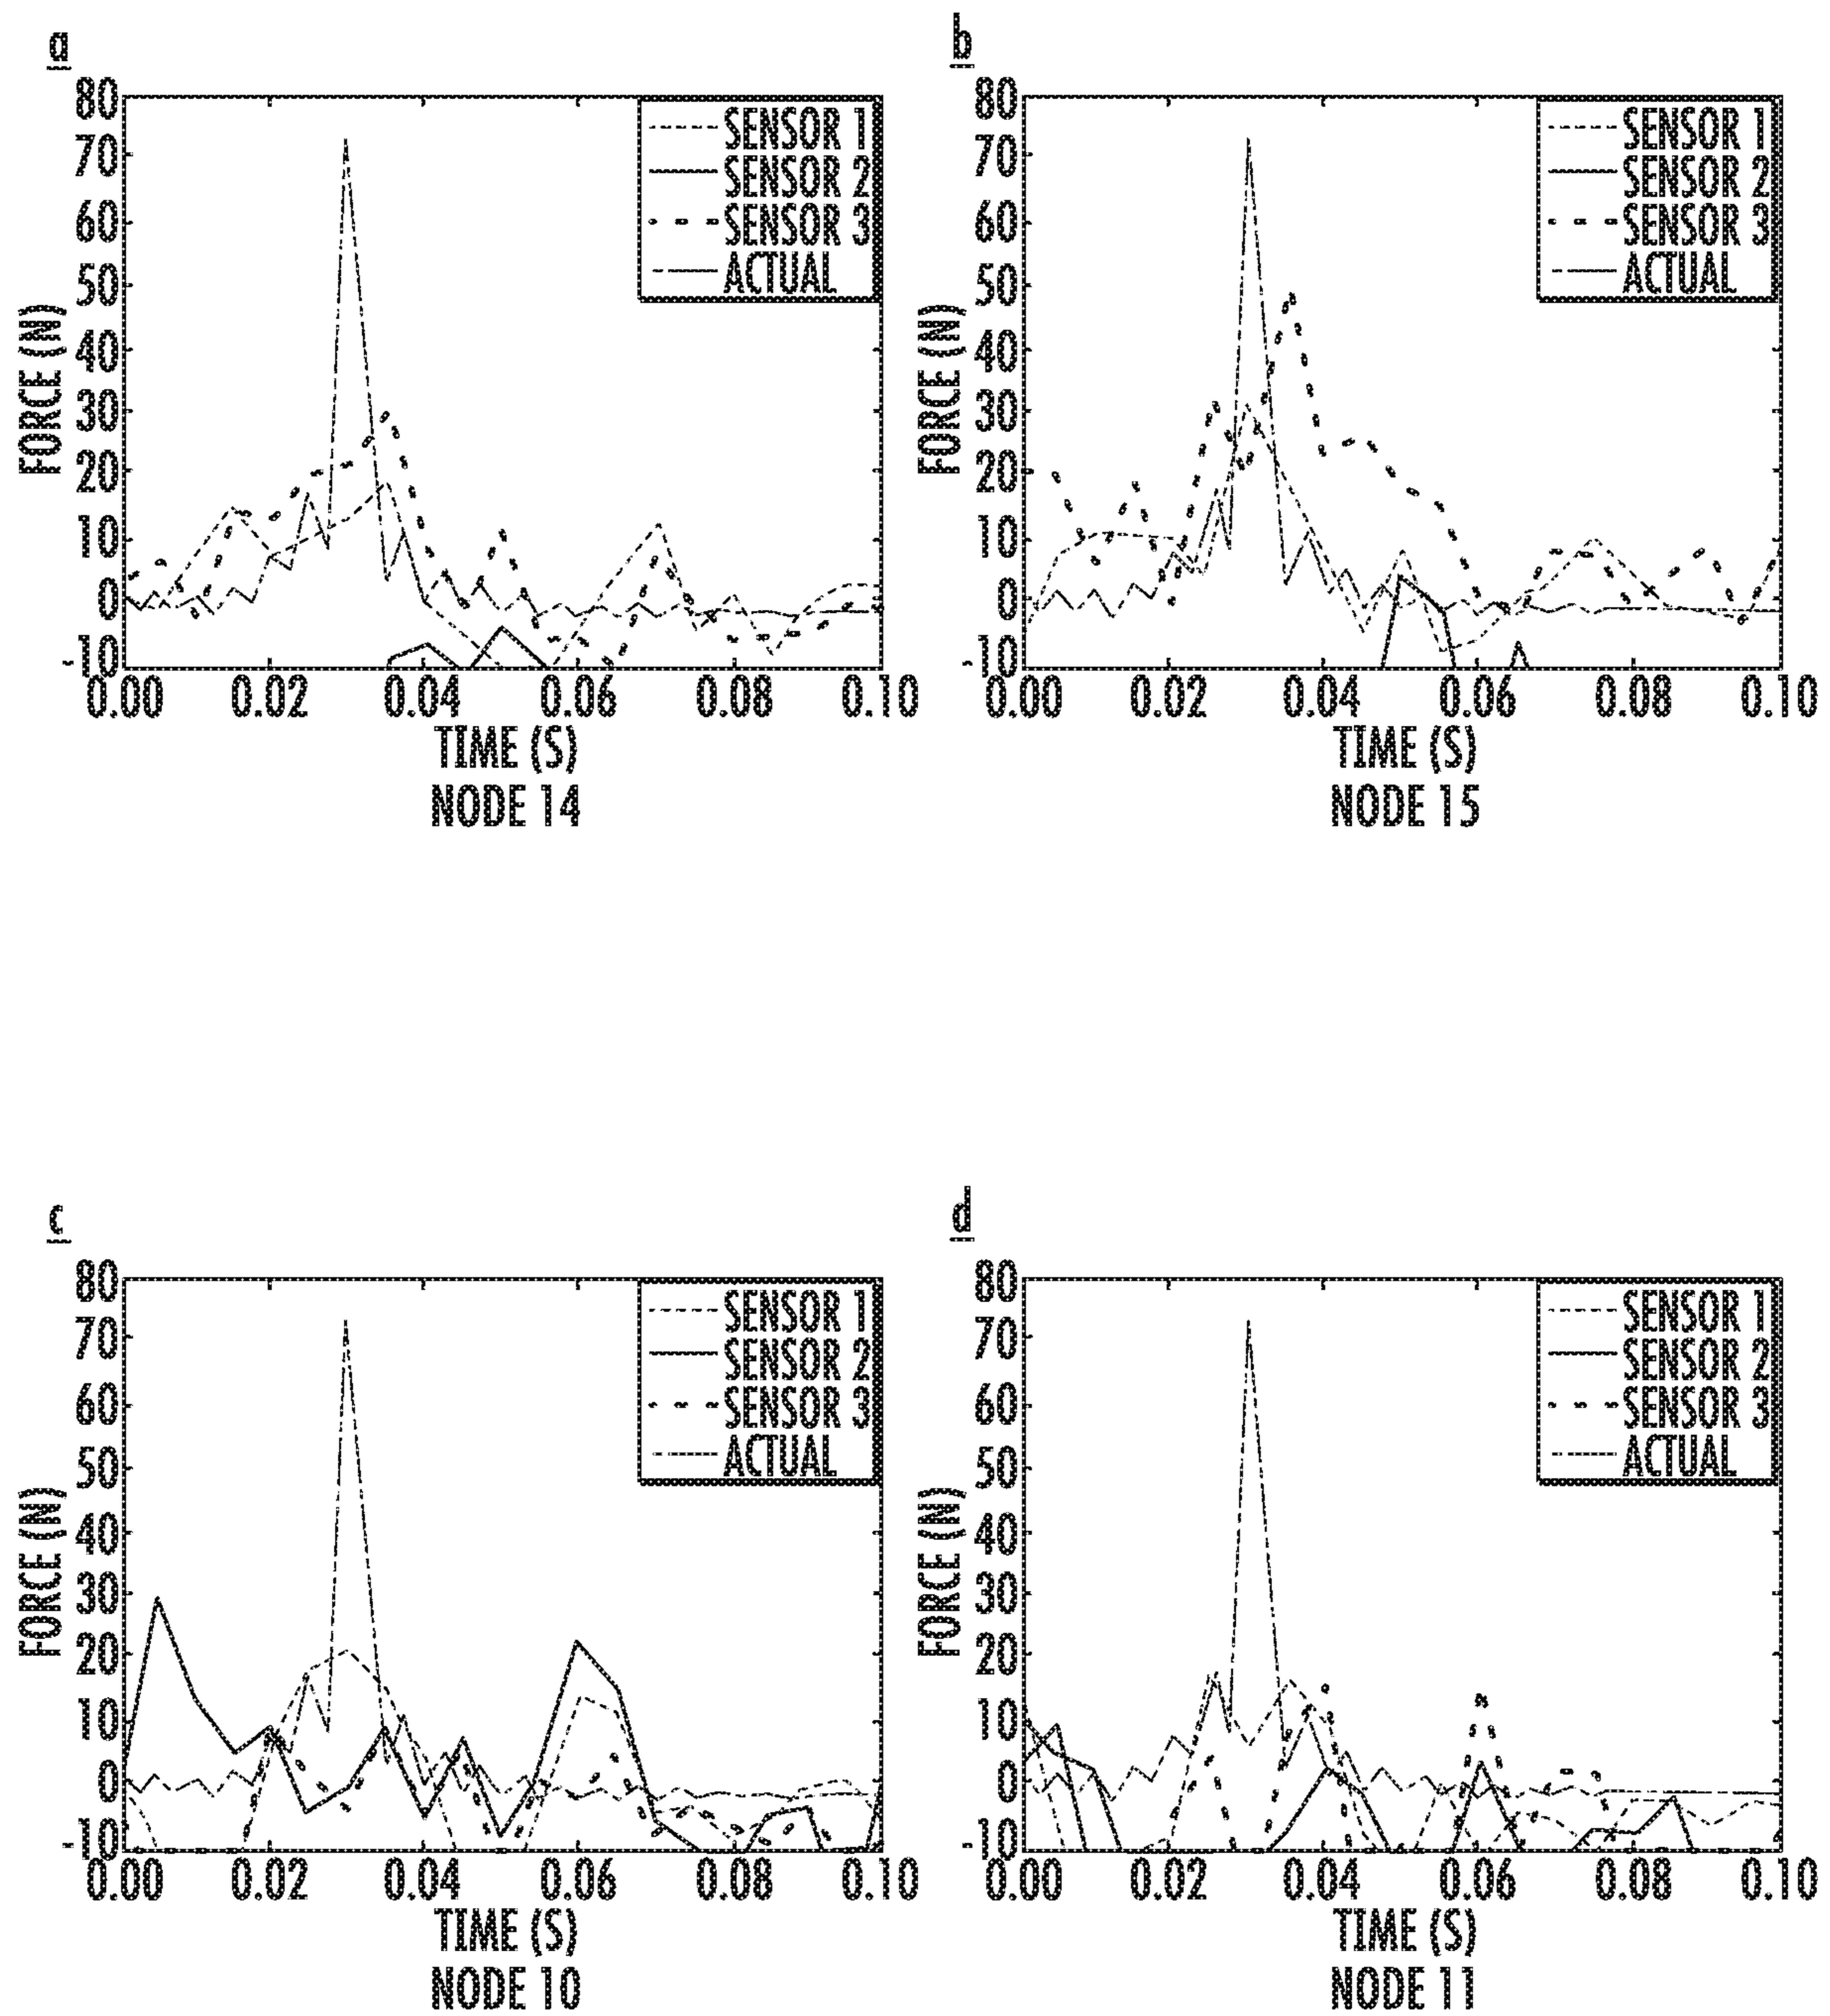 a
80
70
60
50
40
30
20
10
0
-10
FORCE (N)
0.00 0.02 0.04 0.06 0.08 0.10
TIME (S)
NODE 14
SENSOR 1
SENSOR 2
SENSOR 3
ACTUAL
b
80
70
60
50
40
30
20
10
0
-10
FORCE (N)
0.00 0.02 0.04 0.06 0.08 0.10
TIME (S)
NODE 15
SENSOR 1
SENSOR 2
SENSOR 3
ACTUAL
c
80
70
60
50
40
30
20
10
0
-10
FORCE (N)
0.00 0.02 0.04 0.06 0.08 0.10
TIME (S)
NODE 10
SENSOR 1
SENSOR 2
SENSOR 3
ACTUAL
d
80
70
60
50
40
30
20
10
0
-10
FORCE (N)
0.00 0.02 0.04 0.06 0.08 0.10
TIME (S)
NODE 11
SENSOR 1
SENSOR 2
SENSOR 3
ACTUAL